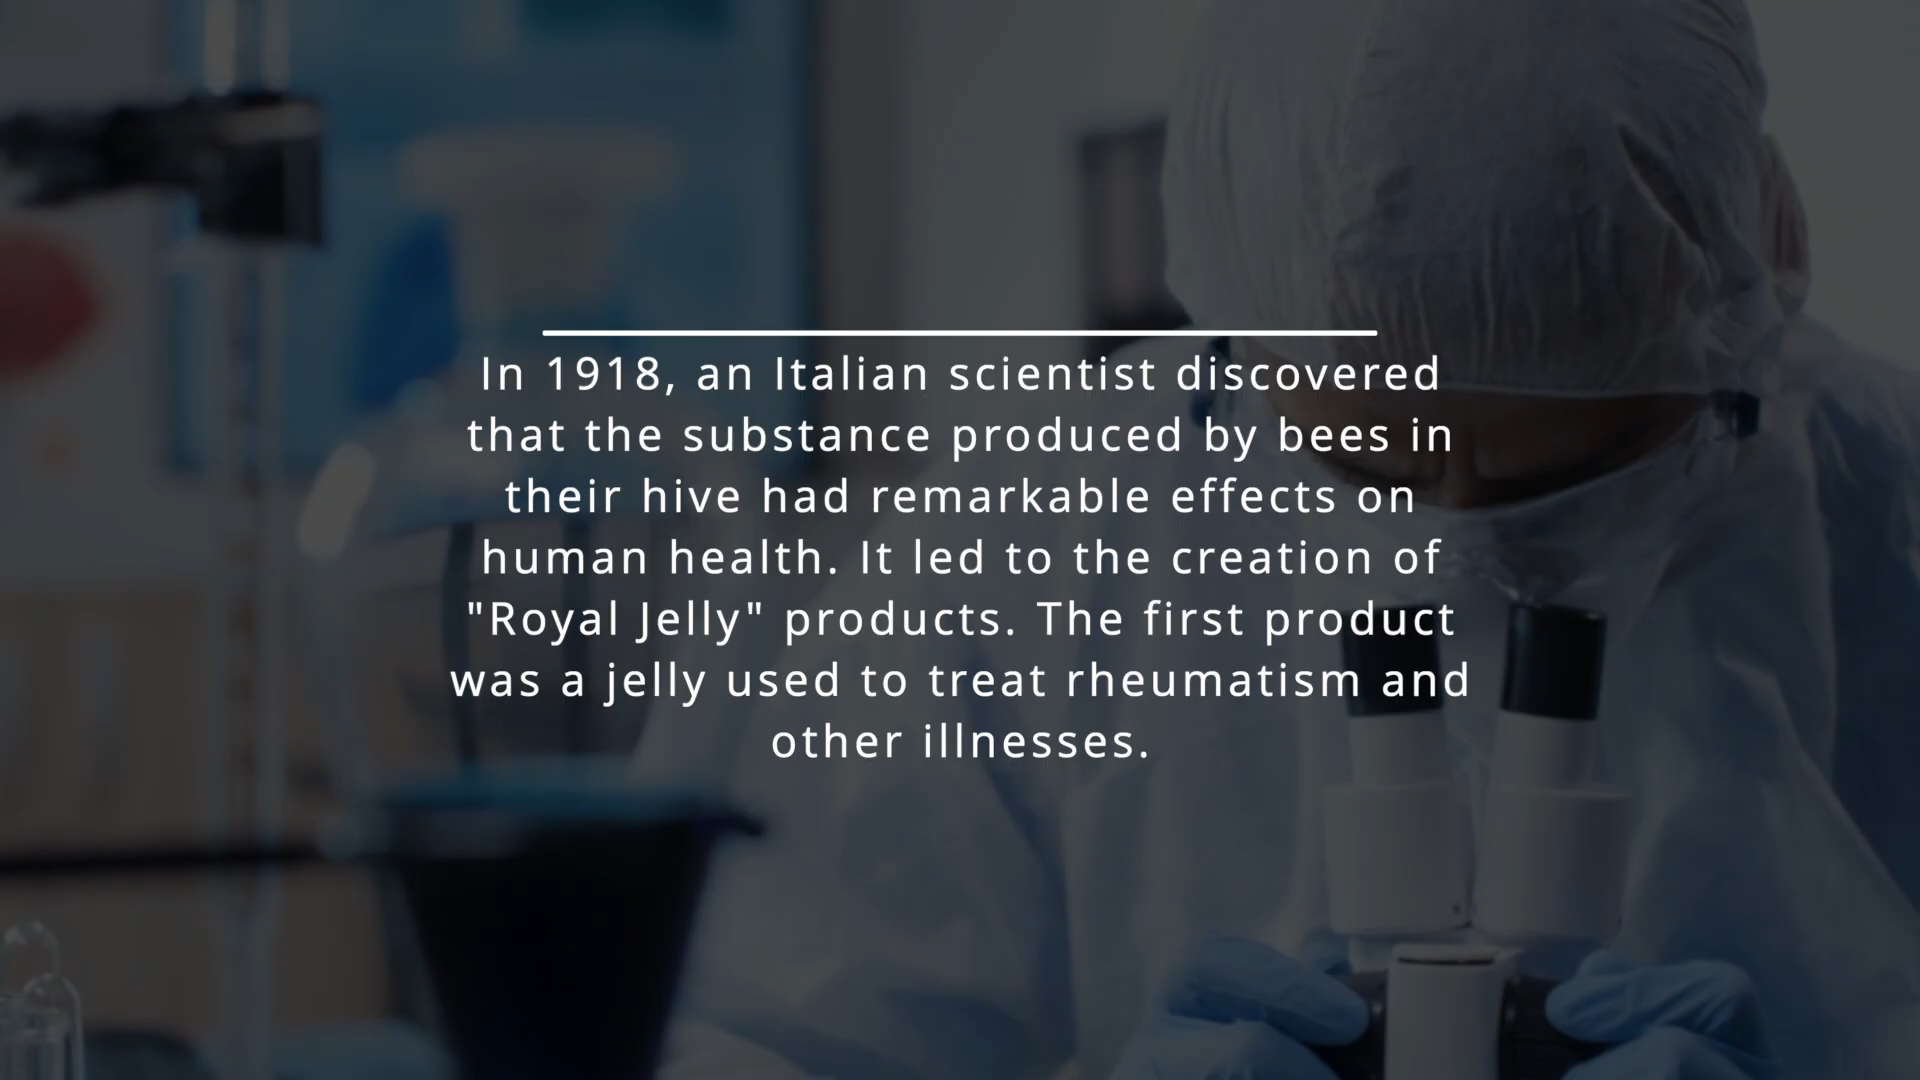 In 1918, an Italian scientist discovered
that the substance produced by bees in
their hive had remarkable effects on
human health. It led to the creation of
"Royal Jelly" products. The first product
was a jelly used to treat rheumatism and
other illnesses.